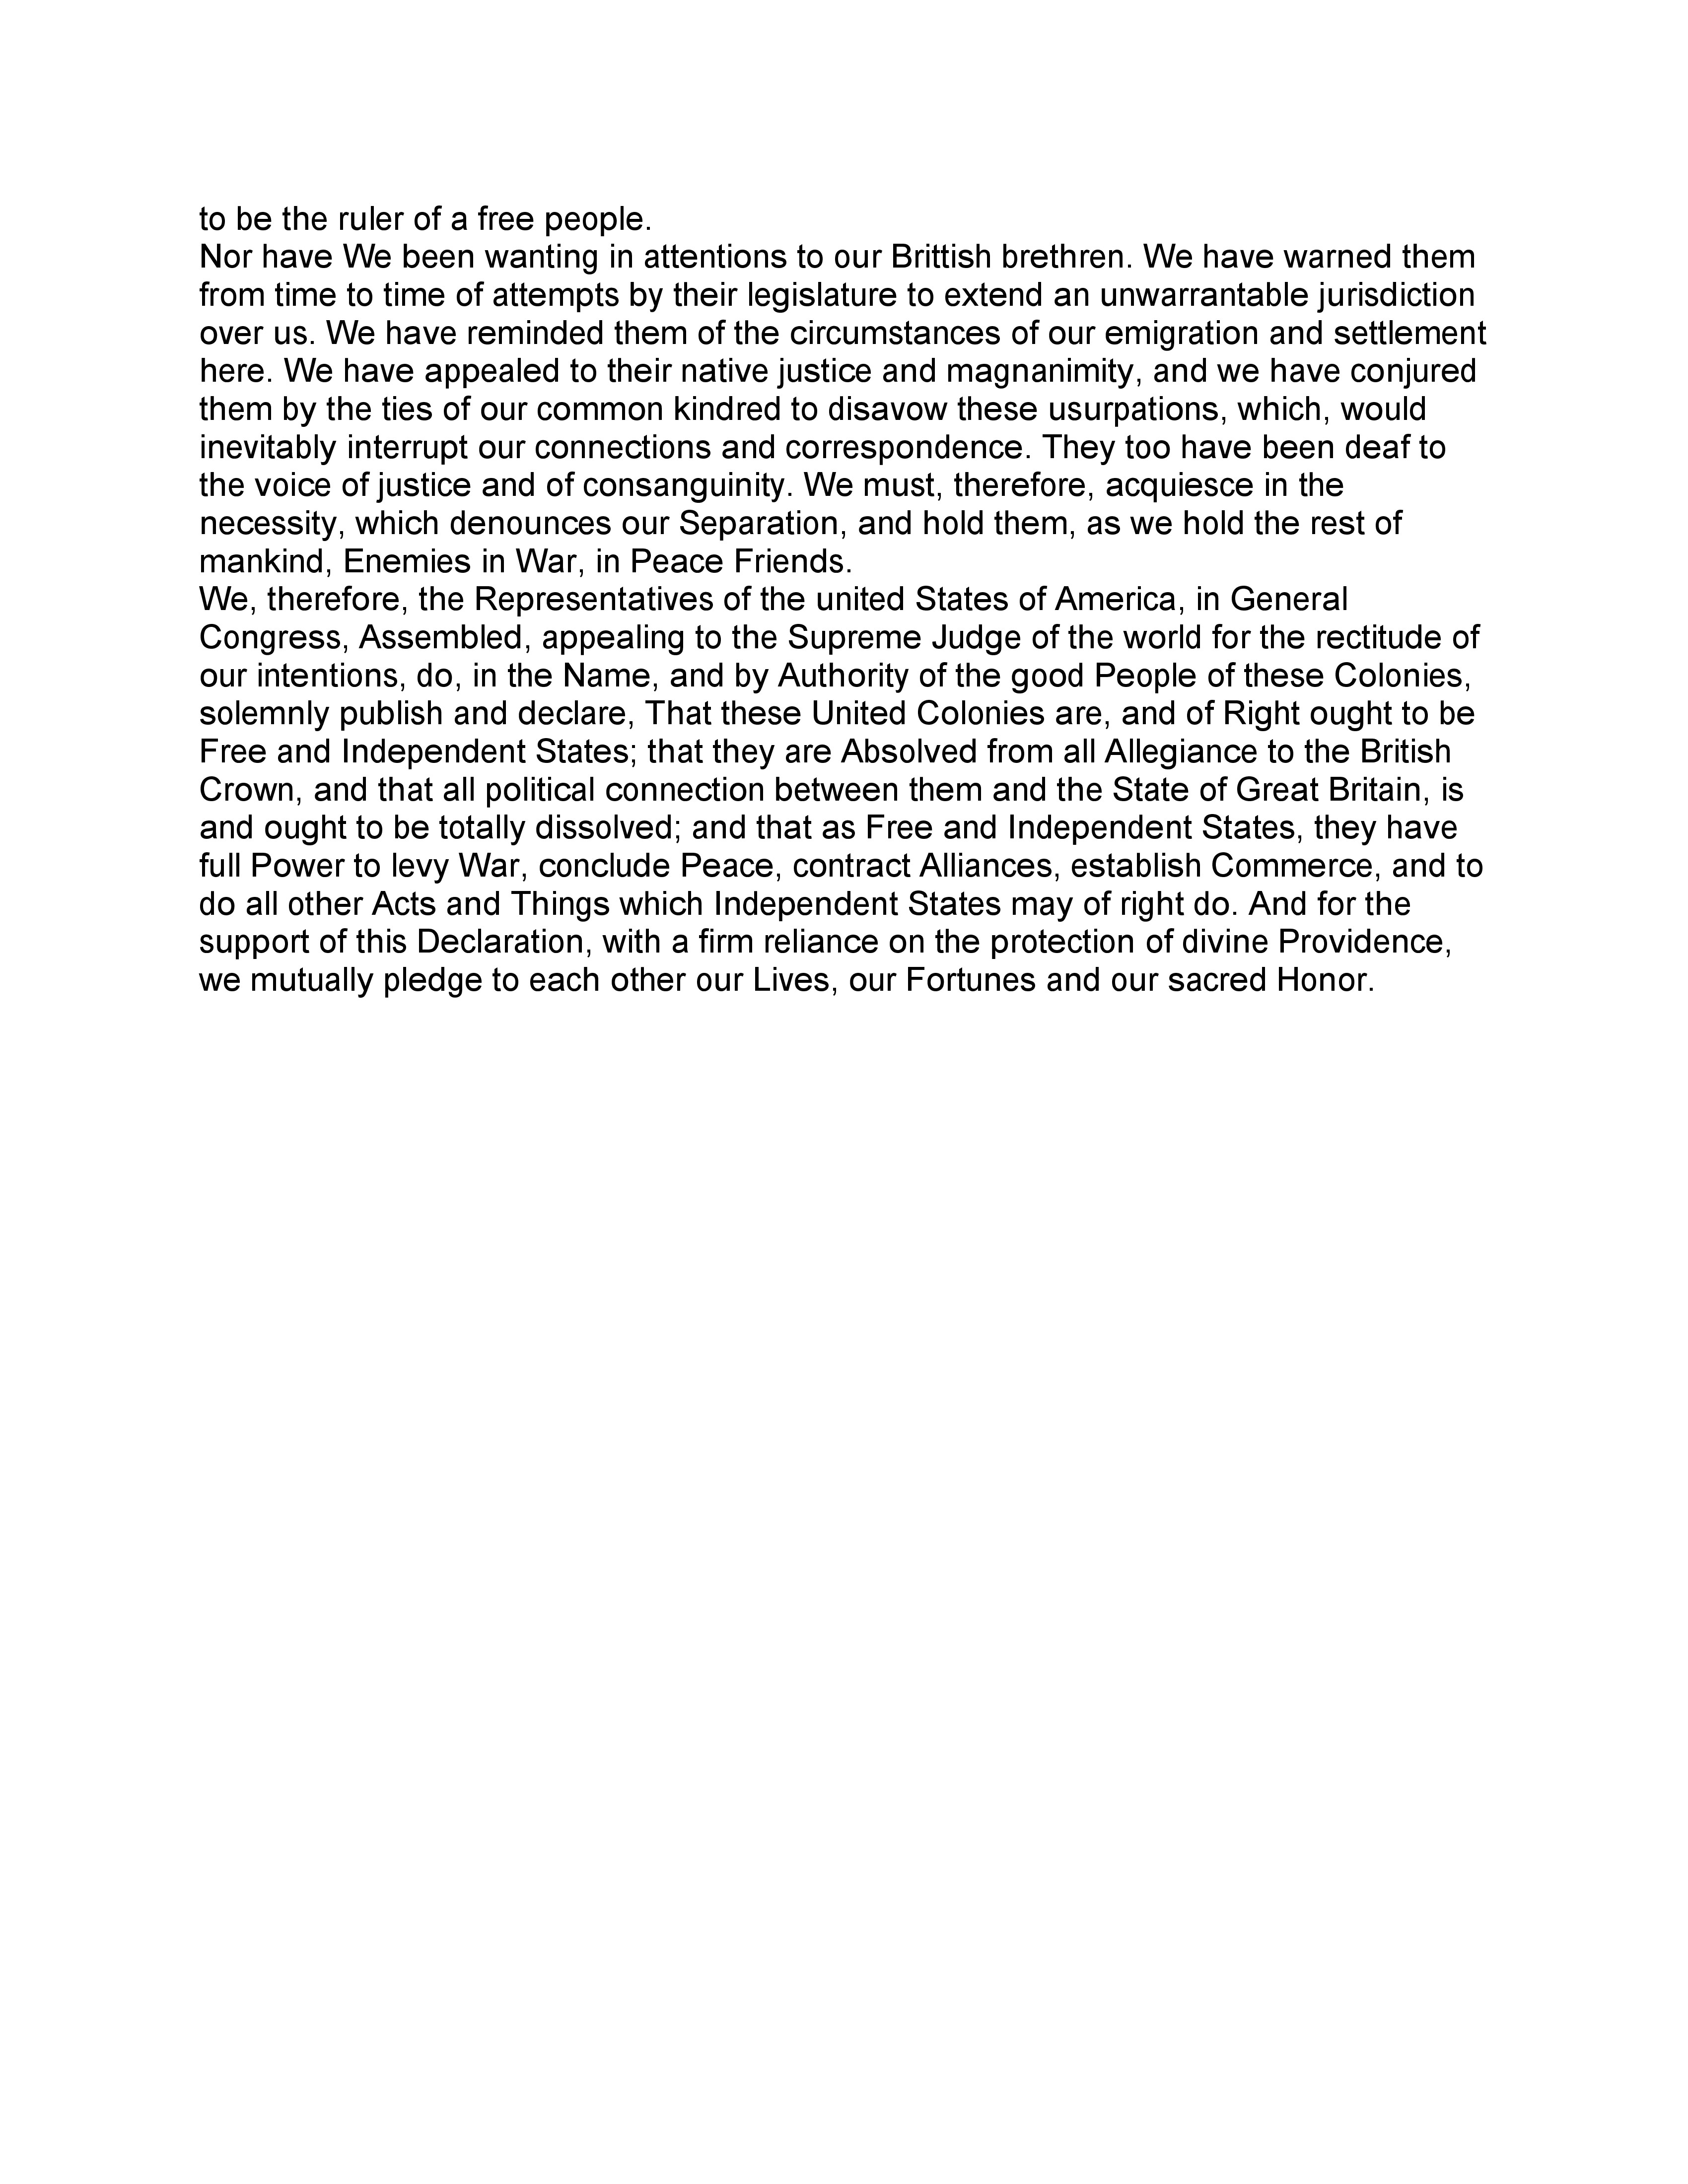 to be the ruler of a free people.
Nor have We been wanting in attentions to our Brittish brethren. We have warned them
from time to time of attempts by their legislature to extend an unwarrantable jurisdiction
over us. We have reminded them of the circumstances of our emigration and settlement
here. We have appealed to their native justice and magnanimity, and we have conjured
them by the ties of our common kindred to disavow these usurpations, which, would
inevitably interrupt our connections and correspondence. They too have been deaf to
the voice of justice and of consanguinity. We must, therefore, acquiesce in the
necessity, which denounces our Separation, and hold them, as we hold the rest of
mankind, Enemies in War, in Peace Friends.
We, therefore, the Representatives of the united States of America, in General
Congress, Assembled, appealing to the Supreme Judge of the world for the rectitude of
our intentions, do, in the Name, and by Authority of the good People of these Colonies,
solemnly publish and declare, That these United Colonies are, and of Right ought to be
Free and Independent States; that they are Absolved from all Allegiance to the British
Crown, and that all political connection between them and the State of Great Britain, is
and ought to be totally dissolved; and that as Free and Independent States, they have
full Power to levy War, conclude Peace, contract Alliances, establish Commerce, and to
do all other Acts and Things which Independent States may of right do. And for the
support of this Declaration, with a firm reliance on the protection of divine Providence,
we mutually pledge to each other our Lives, our Fortunes and our sacred Honor.